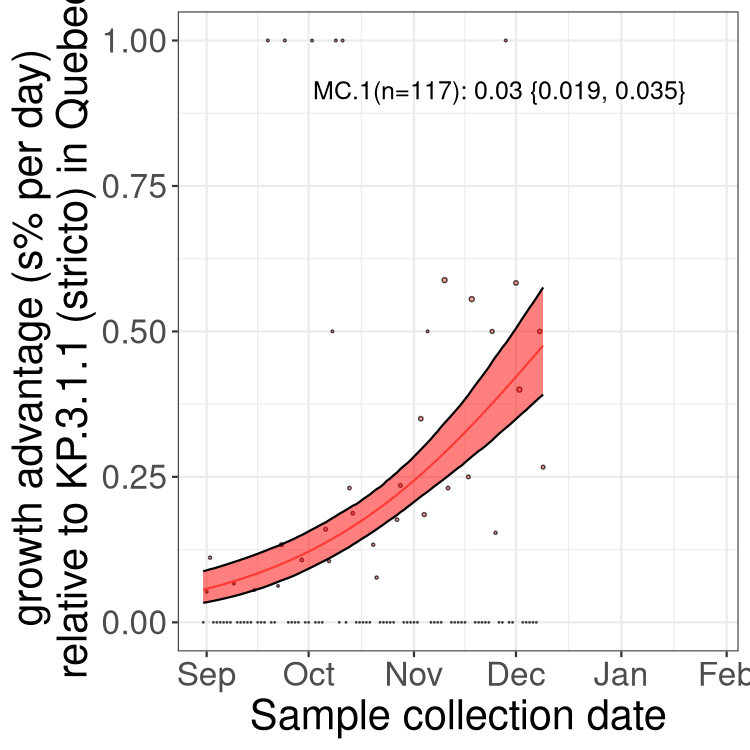 growth advantage (s% per day)
relative to KP.3.1.1 (stricto) in Quebec
1.00
0.75
0.50
0.25
0.00
MC.1(n=117): 0.03 {0.019, 0.035}
Sep Oct Nov Dec Jan Feb
Sample collection date